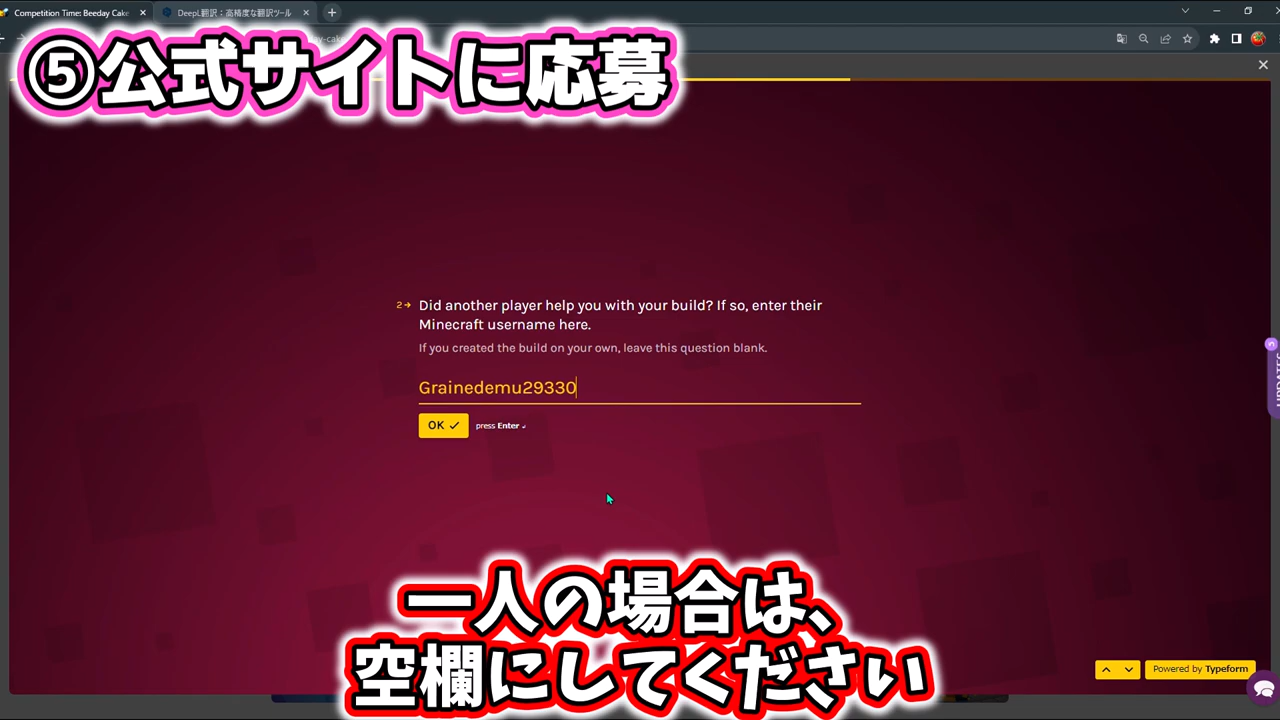 Competition Time: Beeday Cake
DeepL翻訳：高精度な翻訳ツール
⑤公式サイトに応募
2 Did another player help you with your build? If so, enter their
Minecraft username here.
If you created the build on your own, leave this question blank.
Grainedemu29330
OK press Enter
UPDATES
5
一人の場合は、
空欄にしてください
Powered by Typeform